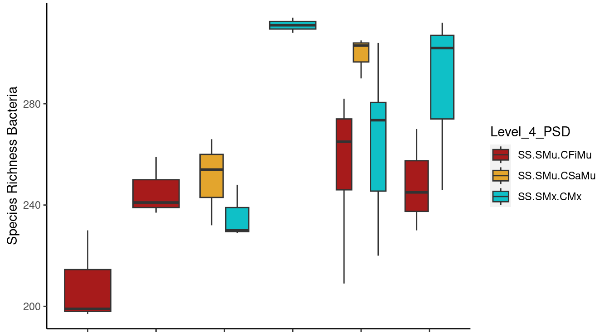 Species Richness Bacteria
280
240
200
Level_4_PSD
SS.SMu.CFiMu
SS.SMu.CSaMu
SS.SMx.CMx